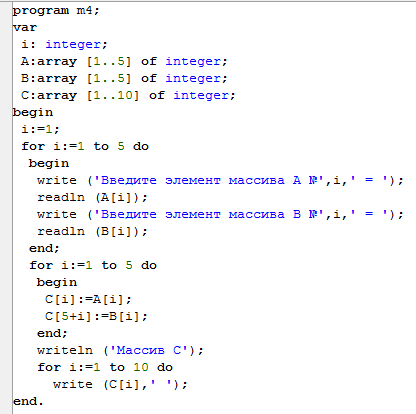 program m4;
var
i: integer;
A:array [1..5] of integer;
B:array [1..5] of integer;
C:array [1..10] of integer;
begin
i:=1;
for i:=1 to 5 do
begin
write ('Введите элемент массива А №',i,' = ');
readln (A[i]);
write ('Введите элемент массива В №',i,' = ');
readln (B[i]);
end;
for i:=1 to 5 do
begin
C[i]:=A[i];
C[5+i]:=B[i];
end;
writeln ('Массив С');
for i:=1 to 10 do
write (C[i],' ');
end.